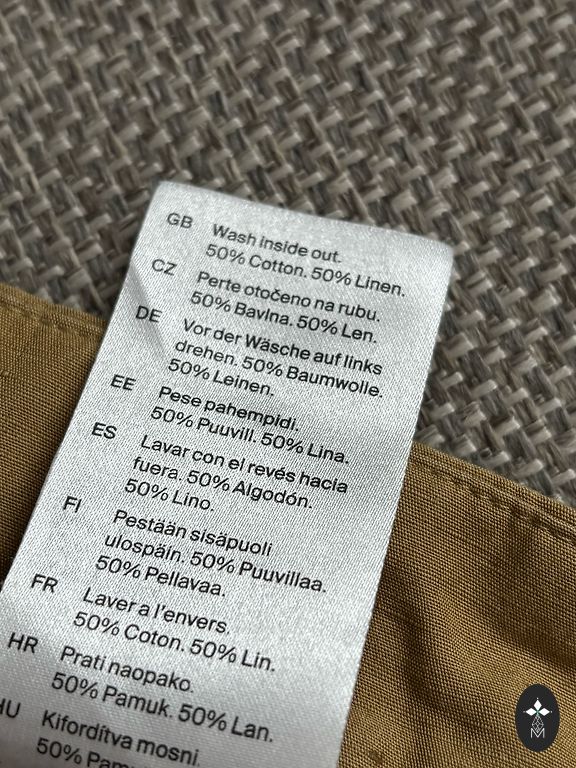 GB Wash inside out.
50% Cotton. 50% Linen.
CZ Perte otočeno na rubu.
50% Bavlna. 50% Len.
DE Vor der Wäsche auf links
drehen. 50% Baumwolle.
50% Leinen.
EE Pese pahempidi.
50% Puuvill. 50% Lina.
ES Lavar con el revés hacia
fuera. 50% Algodón.
50% Lino.
FI Pestään sisäpuoli
ulospäin. 50% Puuvillaa.
50% Pellavaa.
FR Laver a l'envers.
50% Coton. 50% Lin.
HR Prati naopako.
50% Pamuk. 50% Lan.
HU Kifordítva mosni.
50%
M